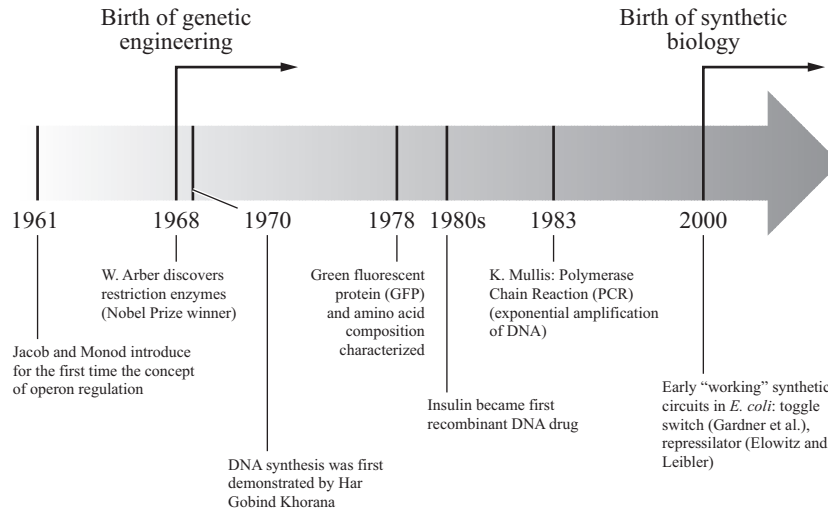 Birth of genetic
engineering
Birth of synthetic
biology
1961
1968
1970
1978
1980s
1983
2000
W. Arber discovers
restriction enzymes
(Nobel Prize winner)
Green fluorescent
protein (GFP)
and amino acid
composition
characterized
K. Mullis: Polymerase
Chain Reaction (PCR)
(exponential amplification
of DNA)
Jacob and Monod introduce
for the first time the concept
of operon regulation
Insulin became first
recombinant DNA drug
Early “working” synthetic
circuits in E. coli: toggle
switch (Gardner et al.),
repressilator (Elowitz and
Leibler)
DNA synthesis was first
demonstrated by Har
Gobind Khorana